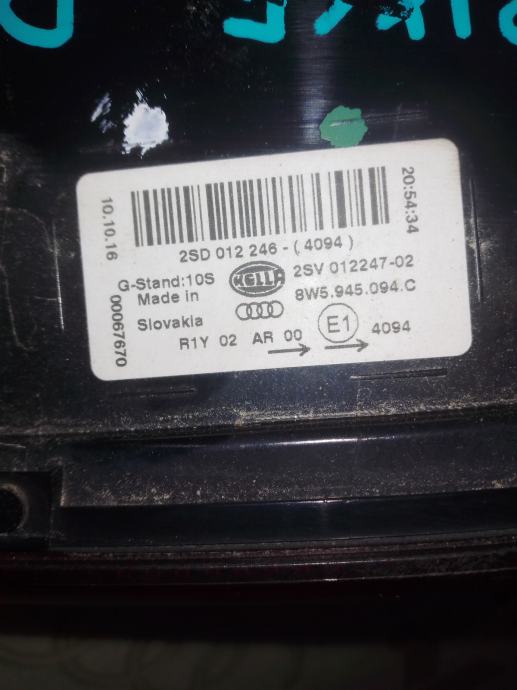 10.10.16
20:54:34
2SD 012 246-(4094)
G-Stand:10S
HELLA
2SV 012247-02
Made in
8W5.945.094.C
Slovakia
R1Y 02 AR 00
E1
4094
00067670